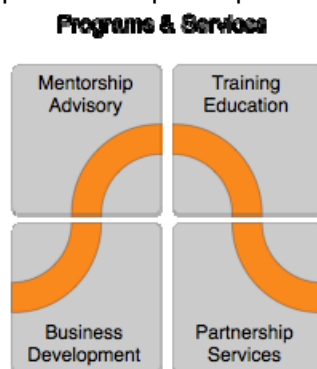 Programs & Services
Mentorship
Advisory
Training
Education
Business
Development
Partnership
Services